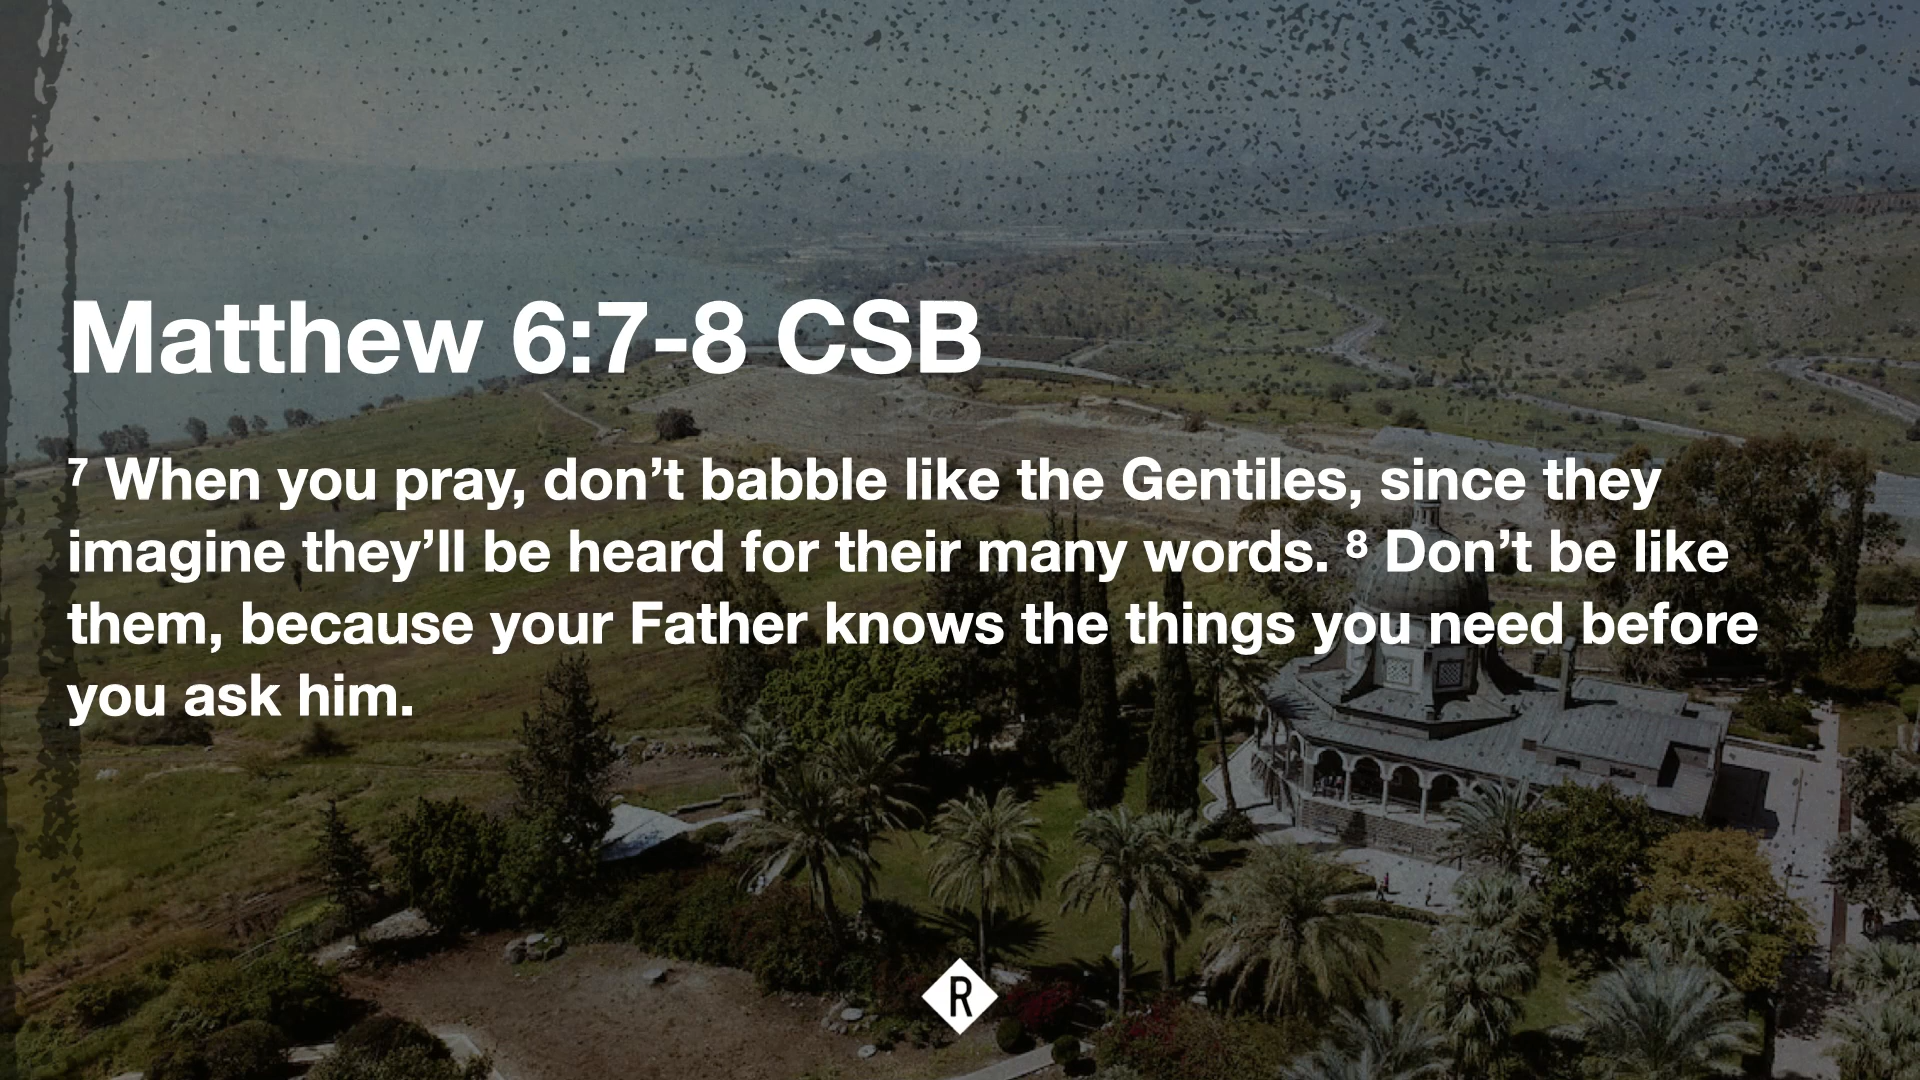 Matthew 6:7-8 CSB
⁷ When you pray, don’t babble like the Gentiles, since they
imagine they’ll be heard for their many words. ⁸ Don’t be like
them, because your Father knows the things you need before
you ask him.
R